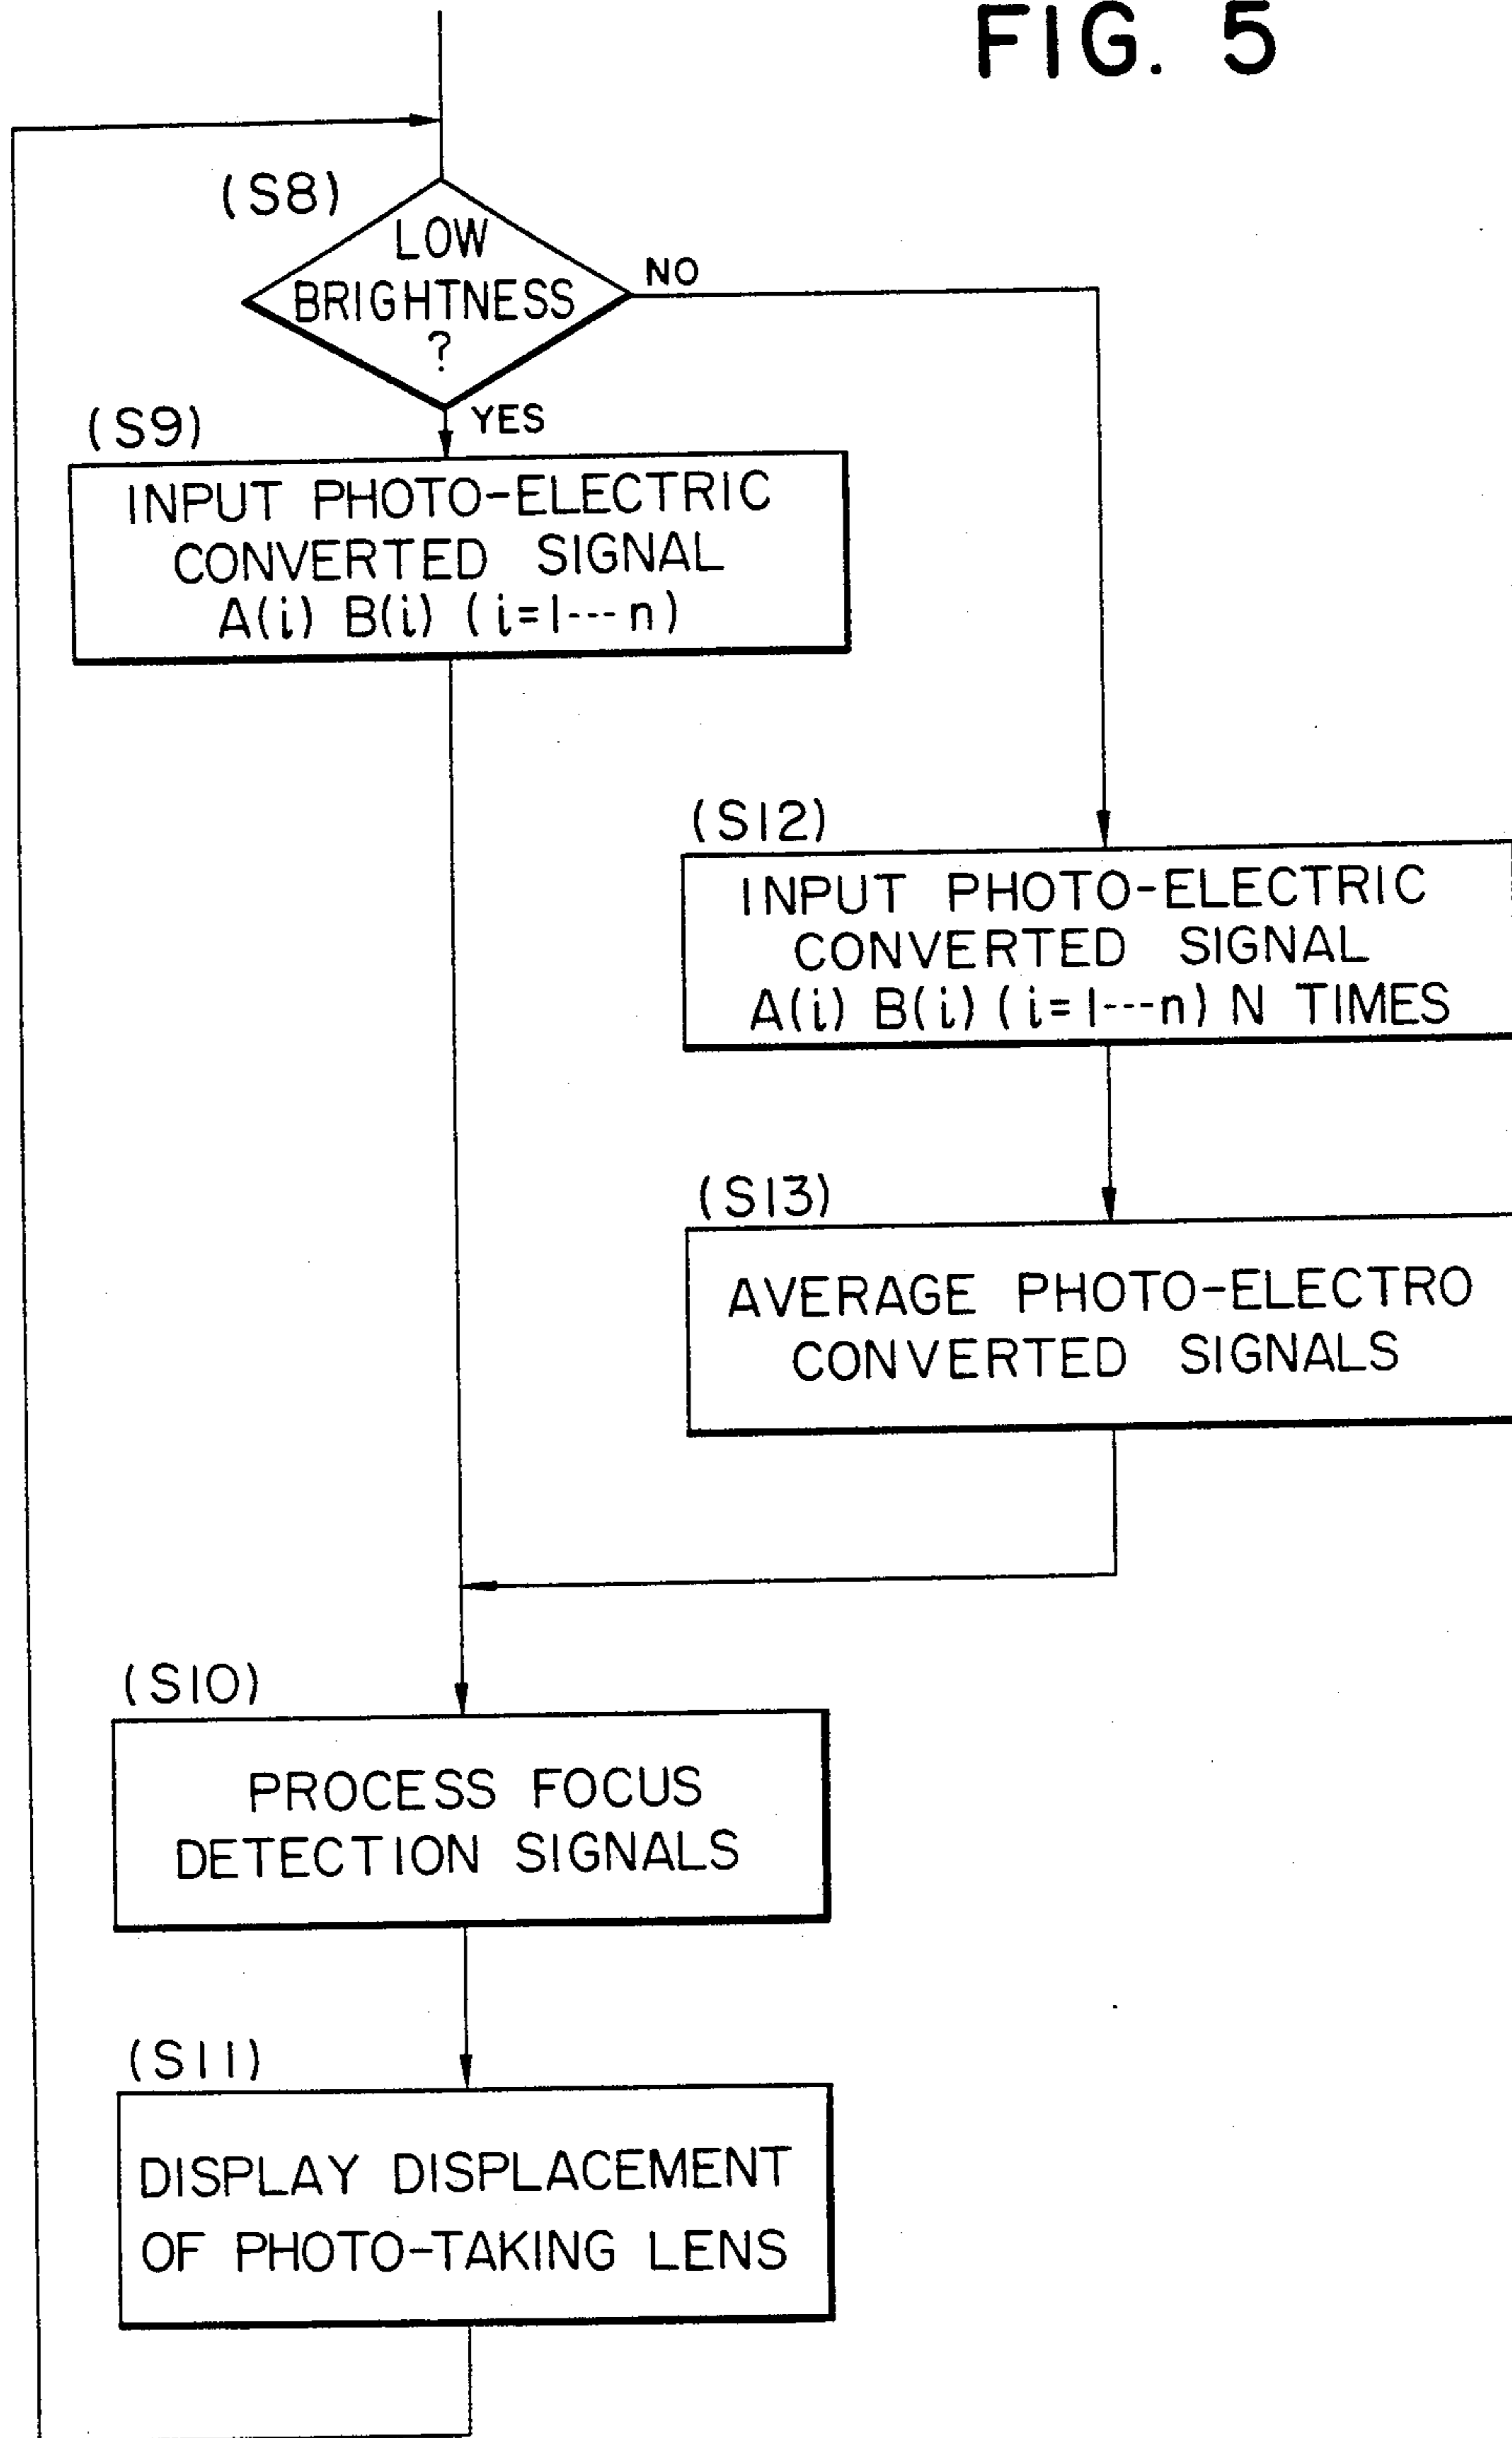 FIG. 5
(S8)
LOW
BRIGHTNESS
?
NO
YES
(S9)
INPUT PHOTO-ELECTRIC
CONVERTED SIGNAL
A(i) B(i) (i=1---n)
(S12)
INPUT PHOTO-ELECTRIC
CONVERTED SIGNAL
A(i) B(i) (i=1---n) N TIMES
(S13)
AVERAGE PHOTO-ELECTRO
CONVERTED SIGNALS
(S10)
PROCESS FOCUS
DETECTION SIGNALS
(S11)
DISPLAY DISPLACEMENT
OF PHOTO-TAKING LENS